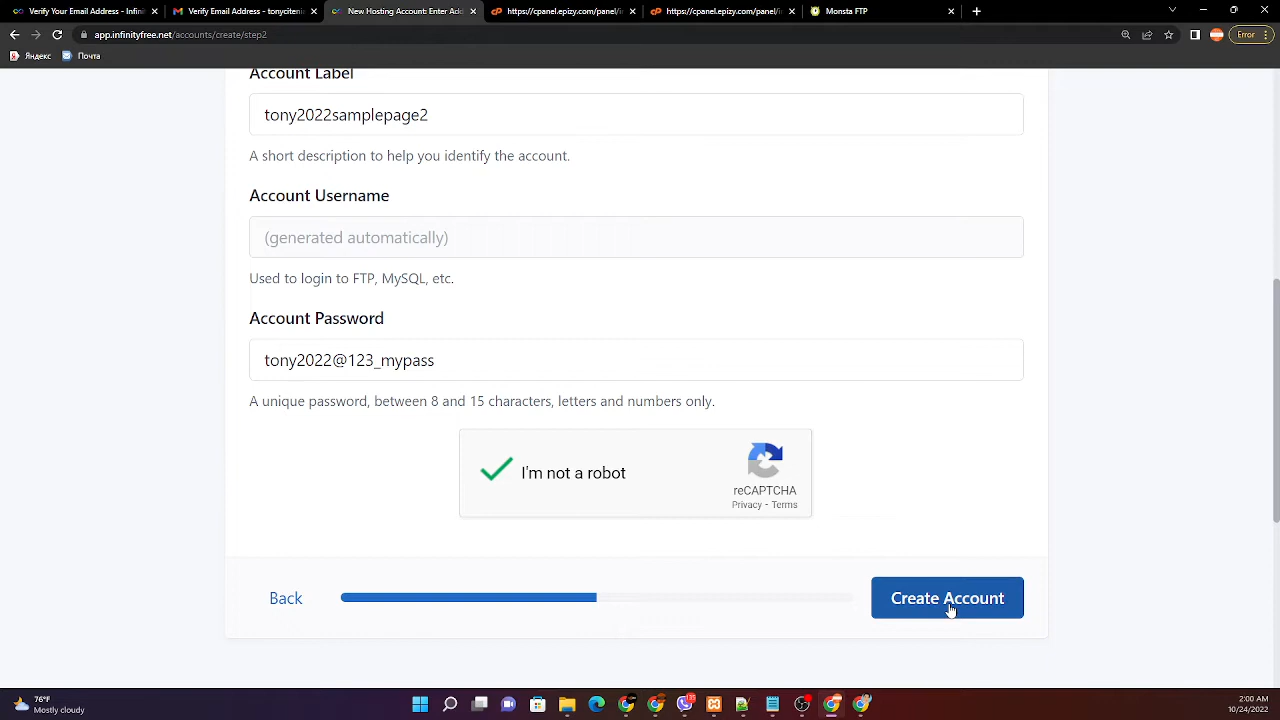 Verify Your Email Address - Infini
Verify Email Address - tonyciteni
New Hosting Account Enter Ad
https://cpanel.epizy.com/panel/i
https://cpanel.epizy.com/panel/i
Monsta FTP
app.infinityfree.net/accounts/create/step2
Error
Яндекс
Почта
Account Label
tony2022samplepage2
A short description to help you identify the account.
Account Username
(generated automatically)
Used to login to FTP, MySQL, etc.
Account Password
tony2022@123_mypass
A unique password, between 8 and 15 characters, letters and numbers only.
I'm not a robot
reCAPTCHA
Privacy - Terms
Back
Create Account
76°F
Mostly cloudy
2:00 AM
10/24/2022